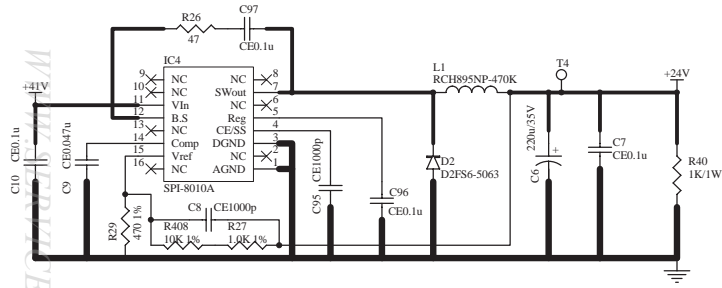 R26
47
C97
CE0.1u
IC4
+41V
9 NC NC 8
10 NC SWout 7
11 VIn NC 6
12 B.S Reg 5
13 NC CE/SS 4
14 Comp DGND 3
15 Vref NC 2
16 NC AGND 1
SPI-8010A
L1
RCH895NP-470K
T4
+24V
CE0.1u
C10
CE0.047u
C9
CE1000p
C95
C96
CE0.1u
D2
D2FS6-5063
220u/35V
+
C6
C7
CE0.1u
R40
1K/1W
R29
470 1%
C8
CE1000p
R408
10K 1%
R27
1.0K 1%
WWW.SERVICE